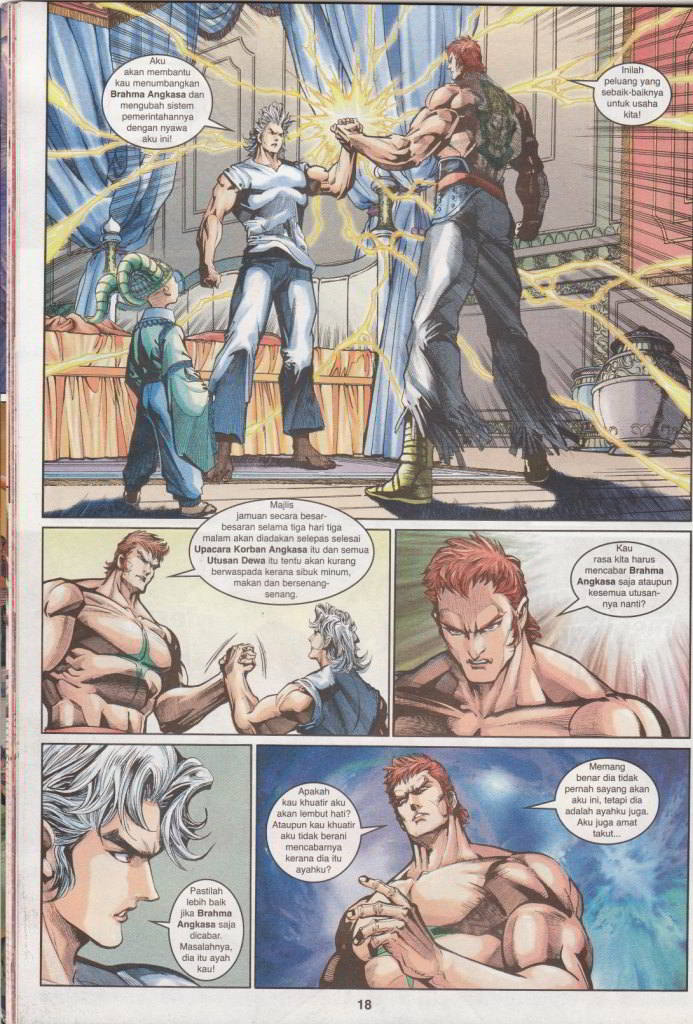 Aku
akan membantu
kau menumbangkan
Brahma Angkasa dan
mengubah sistem
pemerintahannya
dengan nyawa
aku ini!
Inilah
peluang yang
sebaik-baiknya
untuk usaha
kita!
Majlis
jamuan secara besar-
besaran selama tiga hari tiga
malam akan diadakan selepas selesai
Upacara Korban Angkasa itu dan semua
Utusan Dewa itu tentu akan kurang
berwaspada kerana sibuk minum,
makan dan bersenang-
senang.
Kau
rasa kita harus
mencabar Brahma
Angkasa saja ataupun
kesemua utusan-
nya nanti?
Pastilah
lebih baik
jika Brahma
Angkasa saja
dicabar.
Masalahnya,
dia itu ayah
kau!
Apakah
kau khuatir aku
akan lembut hati?
Ataupun kau khuatir
aku tidak berani
mencabarnya
kerana dia itu
ayahku?
Memang
benar dia tidak
pernah sayang akan
aku ini, tetapi dia
adalah ayahku juga.
Aku juga amat
takut...
18